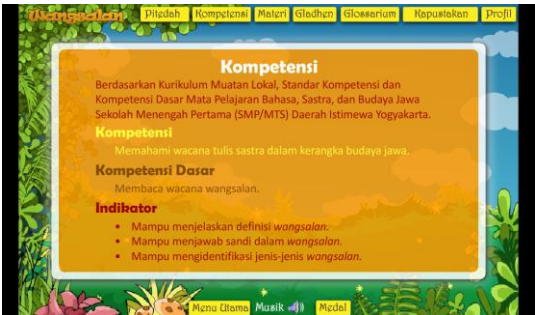 Wangsalan
Pitedah Kompetensi Materi Gladhen Glossarium Kapustakan Profil
Kompetensi
Berdasarkan Kurikulum Muatan Lokal, Standar Kompetensi dan
Kompetensi Dasar Mata Pelajaran Bahasa, Sastra, dan Budaya Jawa
Sekolah Menengah Pertama (SMP/MTS) Daerah Istimewa Yogyakarta.
Kompetensi
Memahami wacana tulis sastra dalam kerangka budaya jawa.
Kompetensi Dasar
Membaca wacana wangsalan.
Indikator
• Mampu menjelaskan definisi wangsalan.
• Mampu menjawab sandi dalam wangsalan.
• Mampu mengidentifikasi jenis-jenis wangsalan.
Menu Utama Musik Medal